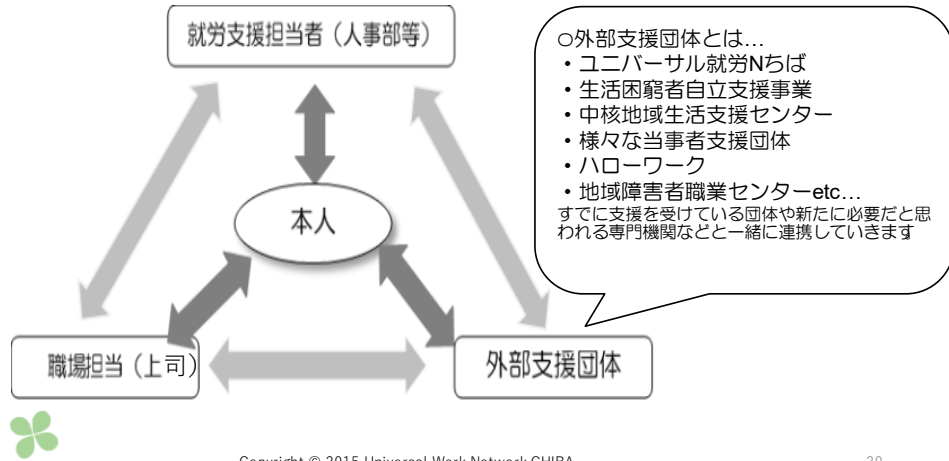 就労支援担当者（人事部等）
○外部支援団体とは…
・ユニバーサル就労Nちば
・生活困窮者自立支援事業
・中核地域生活支援センター
・様々な当事者支援団体
・ハローワーク
・地域障害者職業センターetc…
すでに支援を受けている団体や新たに必要だと思
われる専門機関などと一緒に連携していきます
本人
職場担当（上司）
外部支援団体
Copyright © 2015 Universal Work Network CHIBA
20